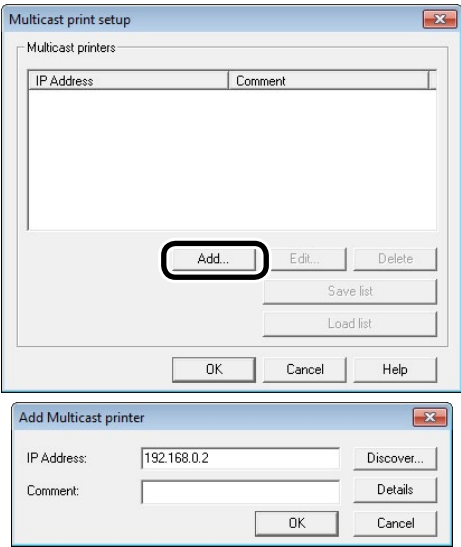 Multicast print setup
Multicast printers
IP Address Comment
Add... Edit... Delete
Save list
Load list
OK Cancel Help
Add Multicast printer
IP Address: 192.168.0.2 Discover...
Comment: Details
OK Cancel